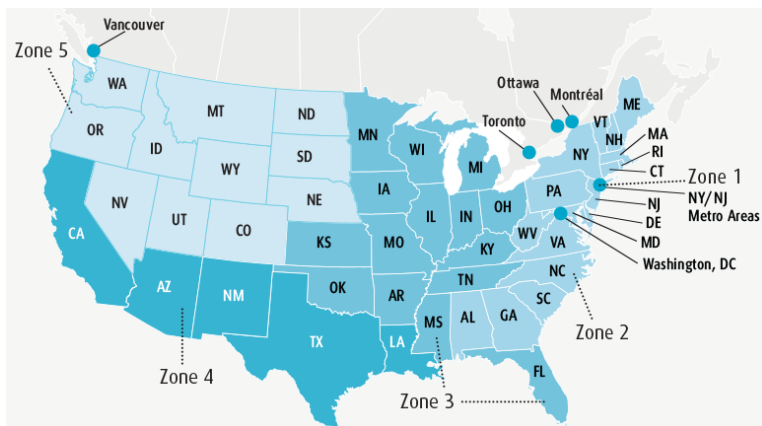 Vancouver
Zone 5
WA
MT
ND
OR
ID
SD
WY
NE
NV
UT
CO
CA
AZ
NM
TX
LA
Zone 4
MN
WI
MI
IA
IL
IN
OH
KS
MO
KY
OK
AR
TN
MS
AL
GA
SC
NC
FL
Zone 3
Zone 2
Ottawa
Montréal
Toronto
ME
VT
NH
MA
NY
RI
CT
PA
Zone 1
NY/NJ
Metro Areas
NJ
DE
WV
VA
MD
Washington, DC